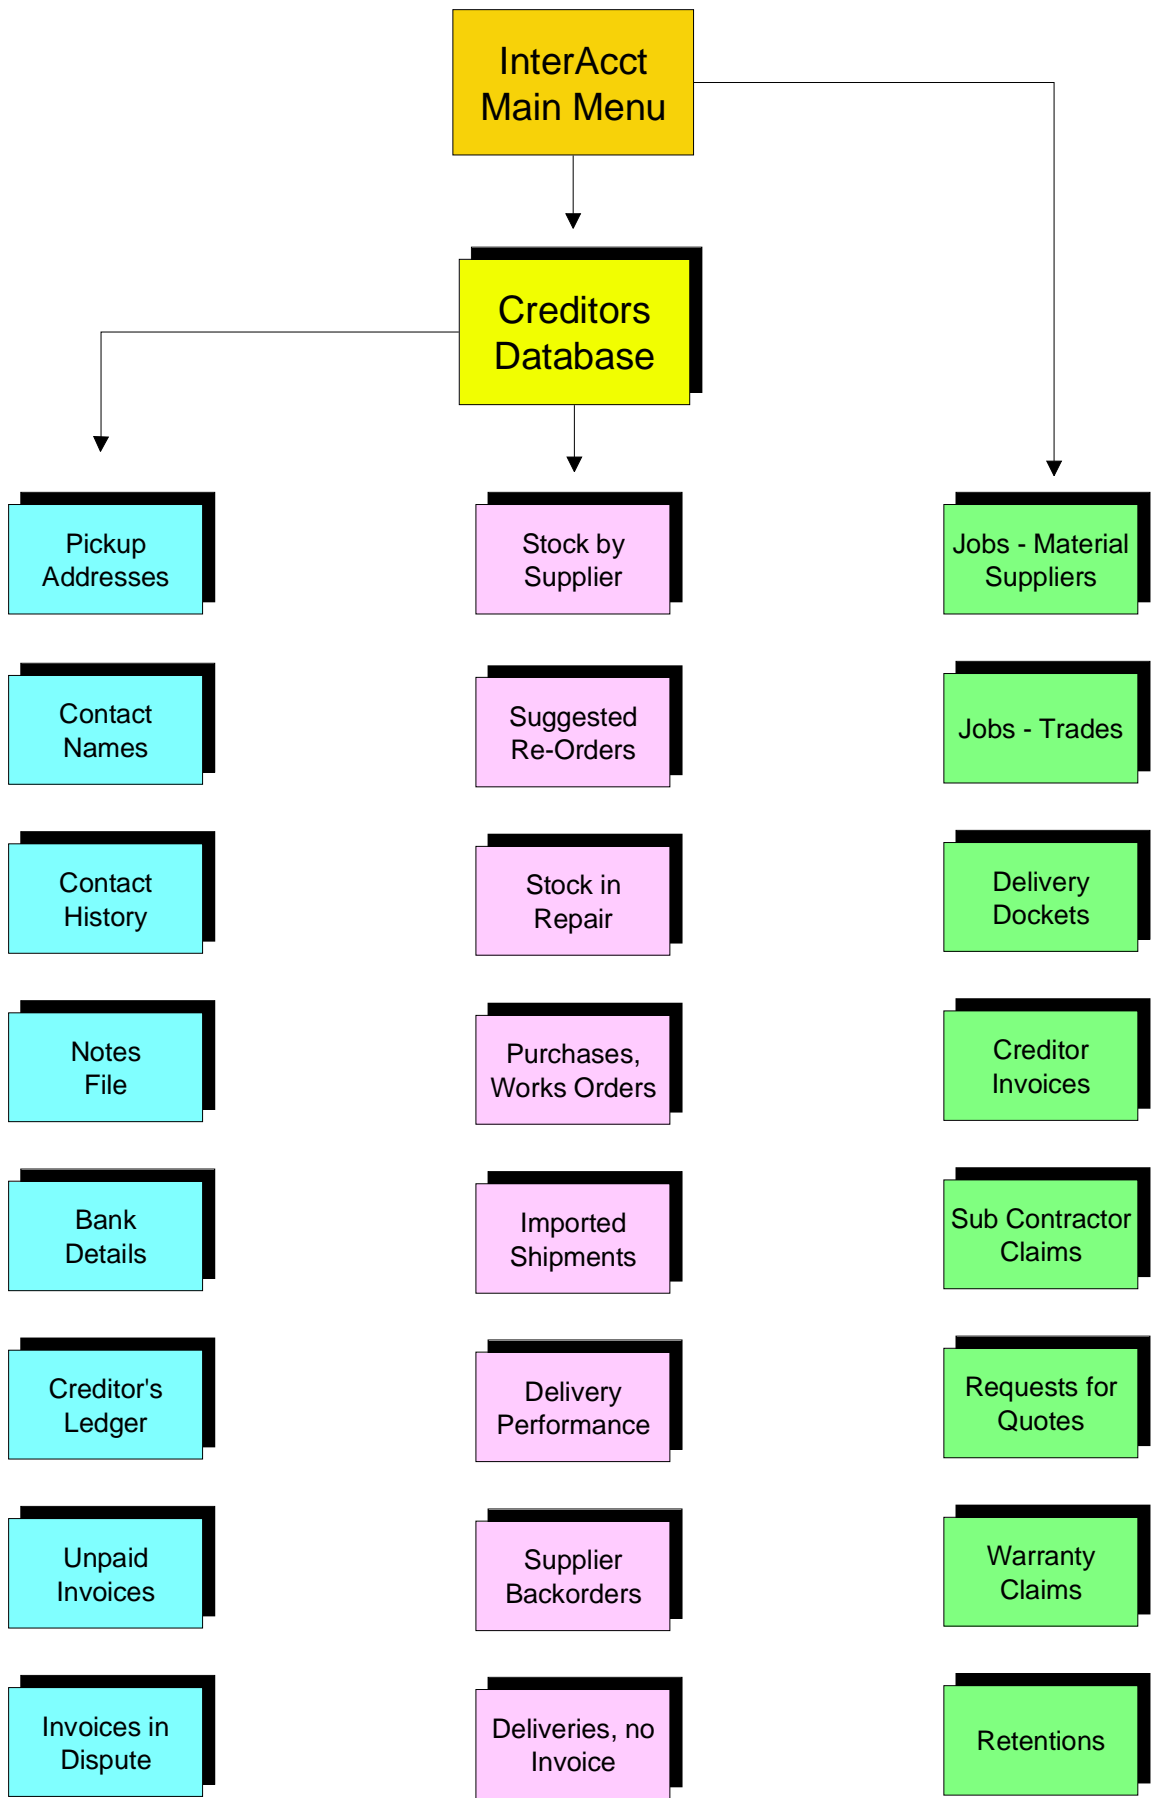 InterAcct
Main Menu
Creditors
Database
Pickup
Addresses
Stock by
Supplier
Jobs - Material
Suppliers
Contact
Names
Suggested
Re-Orders
Jobs - Trades
Contact
History
Stock in
Repair
Delivery
Dockets
Notes
File
Purchases,
Works Orders
Creditor
Invoices
Bank
Details
Imported
Shipments
Sub Contractor
Claims
Creditor's
Ledger
Delivery
Performance
Requests for
Quotes
Unpaid
Invoices
Supplier
Backorders
Warranty
Claims
Invoices in
Dispute
Deliveries, no
Invoice
Retentions